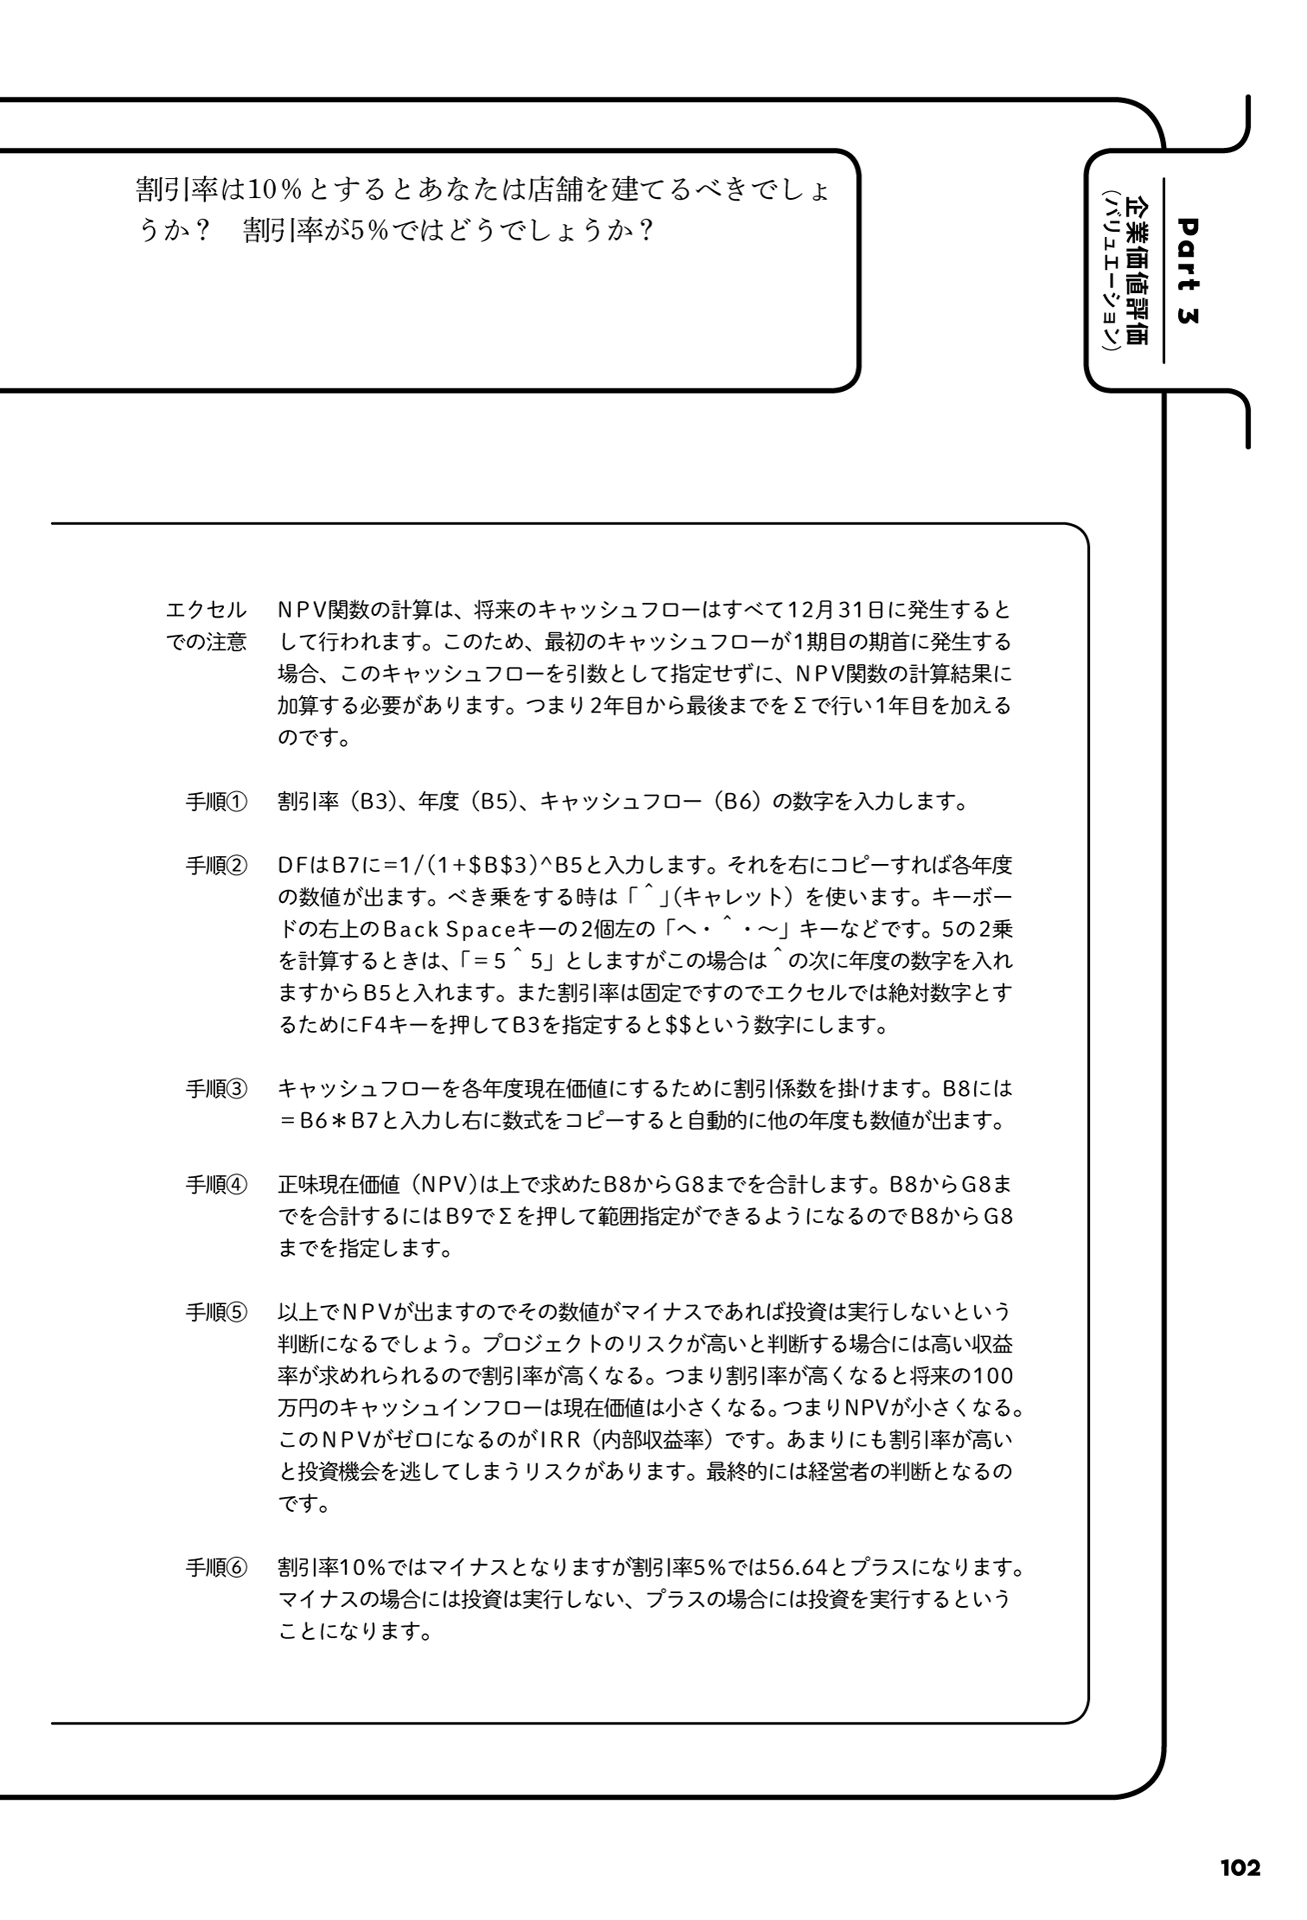 割引率は10％とするとあなたは店舗を建てるべきでしょ
うか？　割引率が5％ではどうでしょうか？
Part 3
企業価値評価
（バリュエーション）
エクセル
での注意
NPV関数の計算は、将来のキャッシュフローはすべて12月31日に発生すると
して行われます。このため、最初のキャッシュフローが1期目の期首に発生する
場合、このキャッシュフローを引数として指定せずに、NPV関数の計算結果に
加算する必要があります。つまり2年目から最後までをΣで行い1年目を加える
のです。
手順① 割引率（B3）、年度（B5）、キャッシュフロー（B6）の数字を入力します。
手順② DFはB7に=1/(1+$B$3)^B5と入力します。それを右にコピーすれば各年度
の数値が出ます。べき乗をする時は「＾」（キャレット）を使います。キーボー
ドの右上のBack Spaceキーの2個左の「へ・＾・〜」キーなどです。5の2乗
を計算するときは、「＝5＾5」としますがこの場合は＾の次に年度の数字を入れ
ますからB5と入れます。また割引率は固定ですのでエクセルでは絶対数字とす
るためにF4キーを押してB3を指定すると$$という数字にします。
手順③ キャッシュフローを各年度現在価値にするために割引係数を掛けます。B8には
＝B6＊B7と入力し右に数式をコピーすると自動的に他の年度も数値が出ます。
手順④ 正味現在価値（NPV）は上で求めたB8からG8までを合計します。B8からG8ま
でを合計するにはB9でΣを押して範囲指定ができるようになるのでB8からG8
までを指定します。
手順⑤ 以上でNPVが出ますのでその数値がマイナスであれば投資は実行しないという
判断になるでしょう。プロジェクトのリスクが高いと判断する場合には高い収益
率が求めれられるので割引率が高くなる。つまり割引率が高くなると将来の100
万円のキャッシュインフローは現在価値は小さくなる。つまりNPVが小さくなる。
このNPVがゼロになるのがIRR（内部収益率）です。あまりにも割引率が高い
と投資機会を逃してしまうリスクがあります。最終的には経営者の判断となるの
です。
手順⑥ 割引率10％ではマイナスとなりますが割引率5％では56.64とプラスになります。
マイナスの場合には投資は実行しない、プラスの場合には投資を実行するという
ことになります。
102